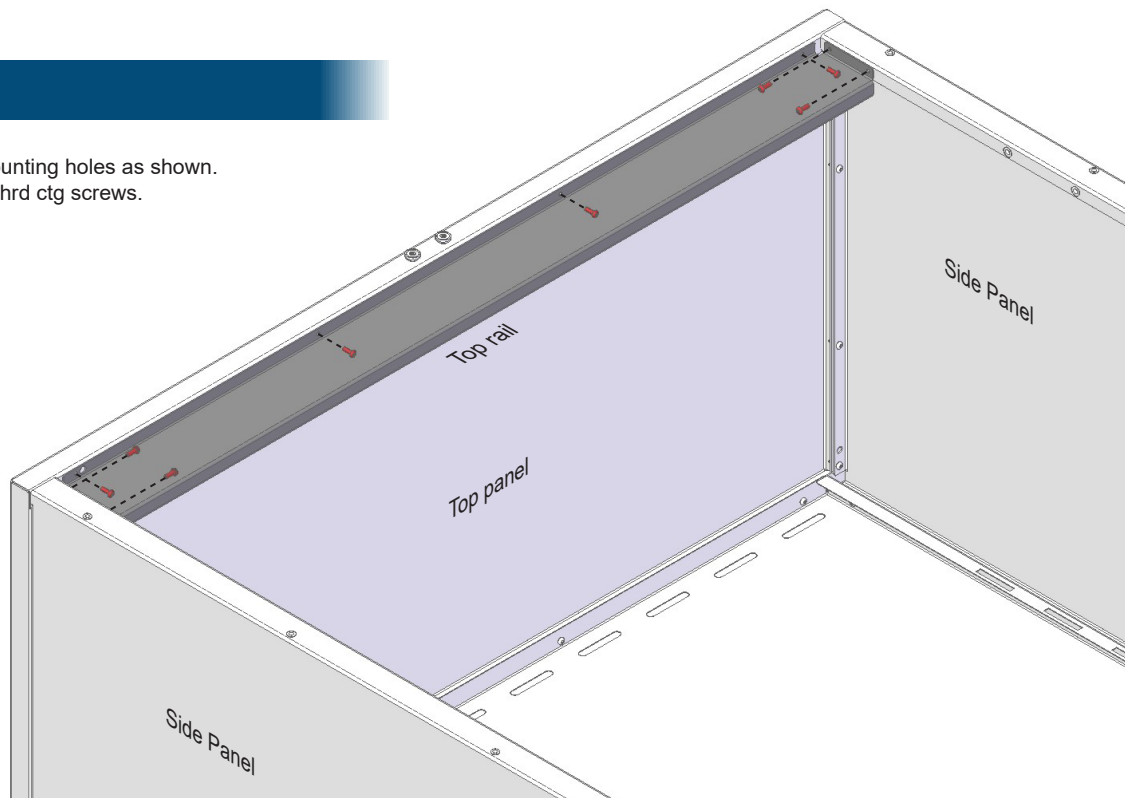 unting holes as shown.
hrd ctg screws.
Side Panel
Top rail
Top panel
Side Panel